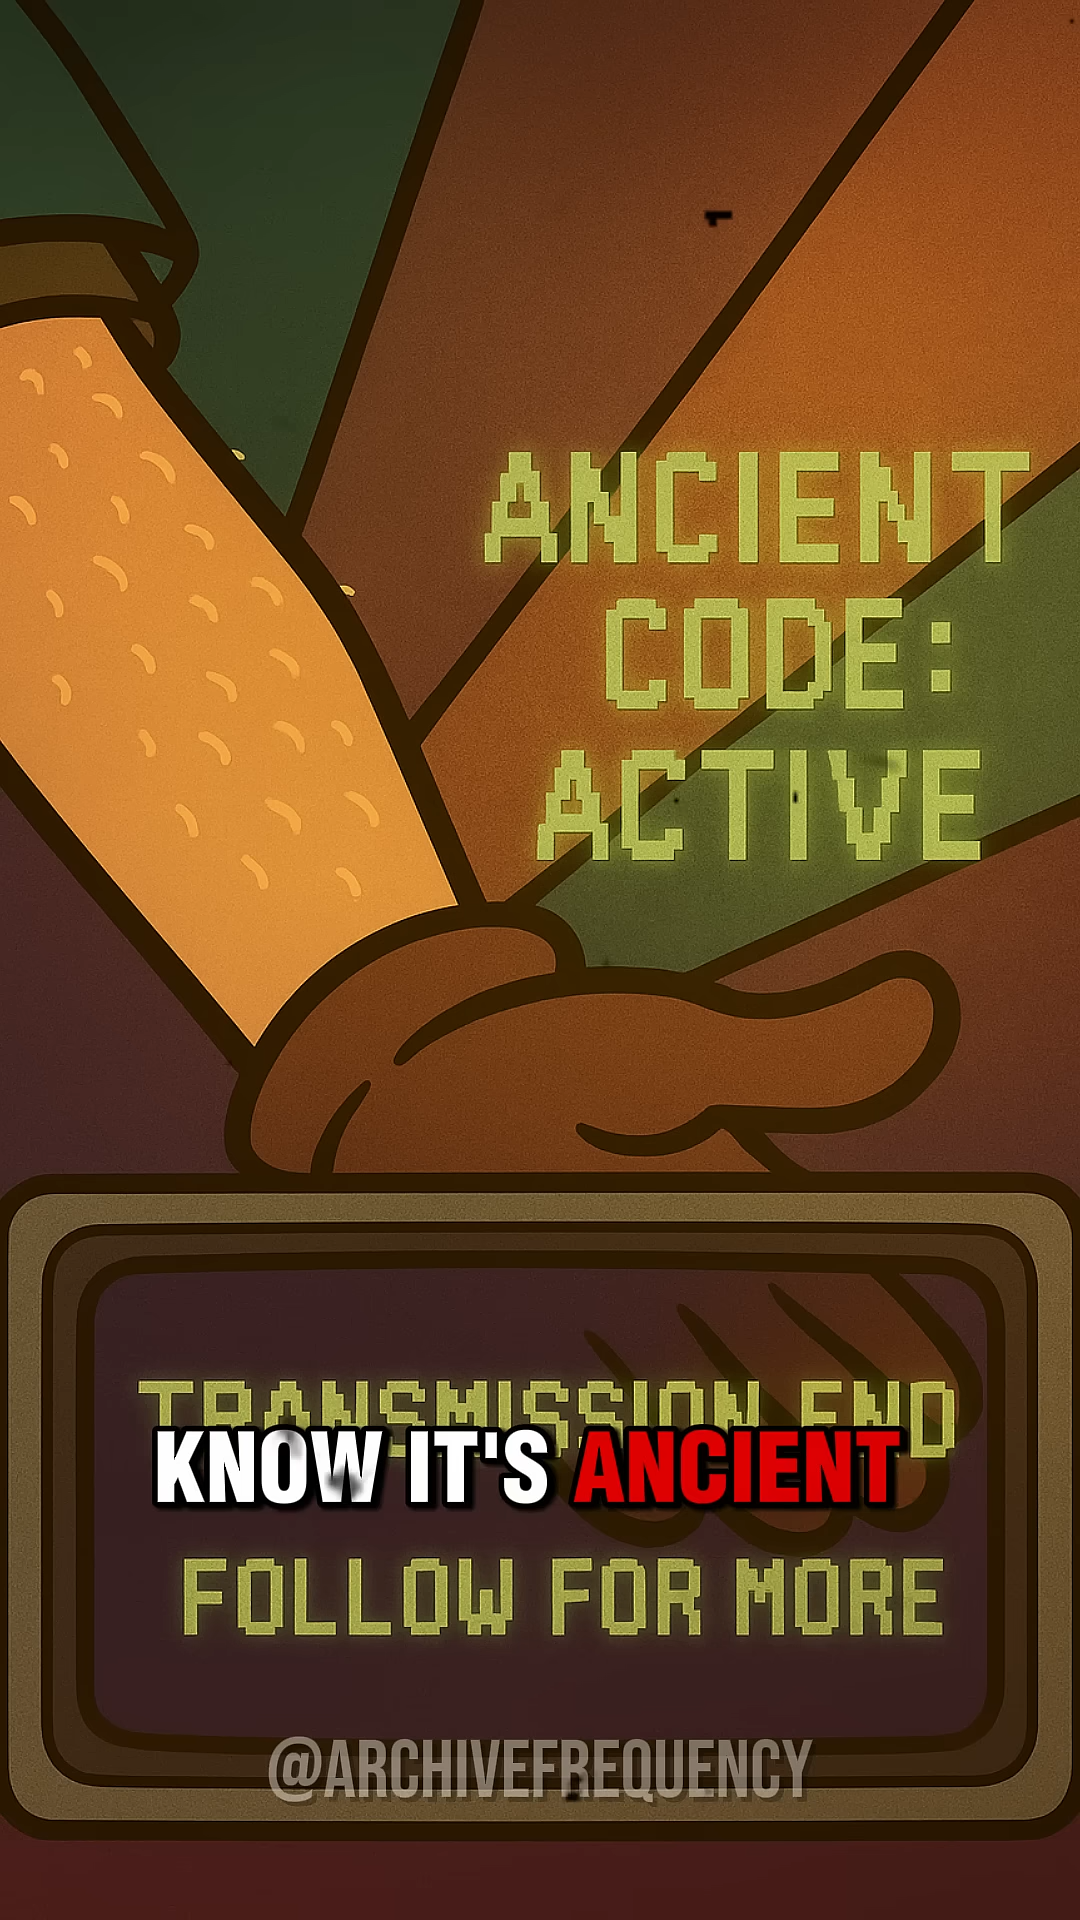 ANCIENT
CODE:
ACTIVE
TRANSMISSION END
KNOW IT'S ANCIENT
FOLLOW FOR MORE
@ARCHIVEFREQUENCY